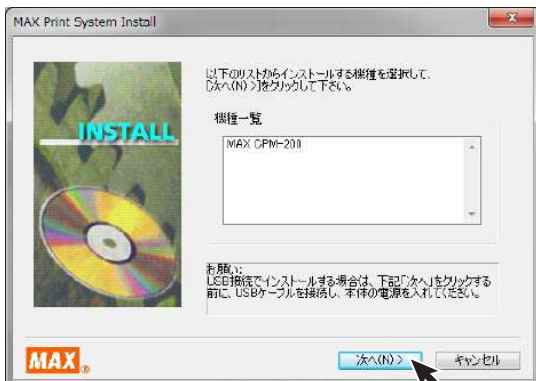 MAX Print System Install
以下のリストからインストールする機種を選択して、
[次へ(N) >]をクリックして下さい。
INSTALL
機種一覧
MAX CPM-200
お願い:
USB接続でインストールする場合は、下記「次へ」をクリックする
前に、USBケーブルを接続し、本体の電源を入れてください。
MAX®
次へ(N) >
キャンセル